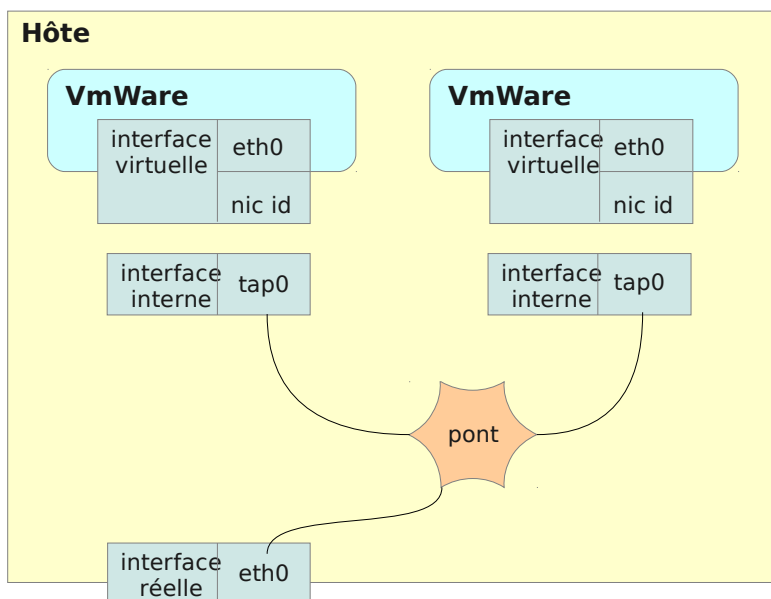 Hôte
VmWare
VmWare
interface
virtuelle
eth0
nic id
interface
virtuelle
eth0
nic id
interface
interne
tap0
interface
interne
tap0
pont
interface
réelle
eth0